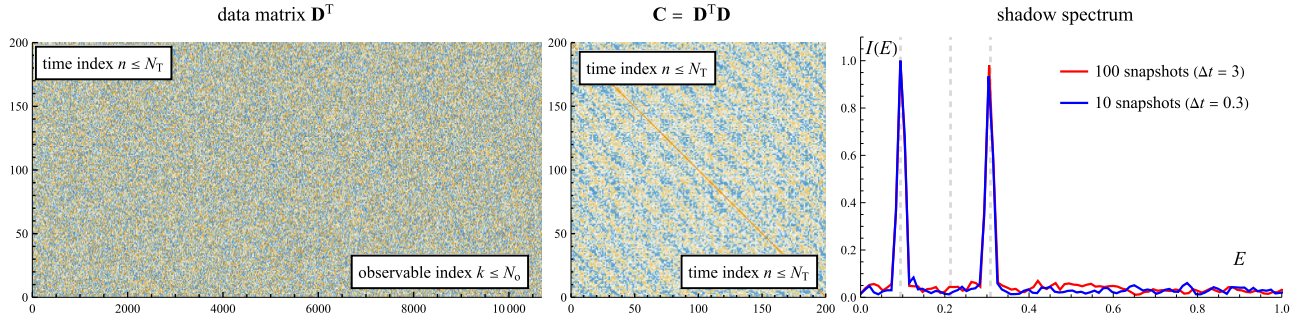 data matrix Dᵀ
C = DᵀD
shadow spectrum
200
150
100
50
0
time index n ≤ N_T
observable index k ≤ N_o
0 2000 4000 6000 8000 10000
200
150
100
50
0
time index n ≤ N_T
time index n ≤ N_T
0 50 100 150 200
I(E)
1.0
0.8
0.6
0.4
0.2
0.0
100 snapshots (Δt = 3)
10 snapshots (Δt = 0.3)
E
0.0 0.2 0.4 0.6 0.8 1.0